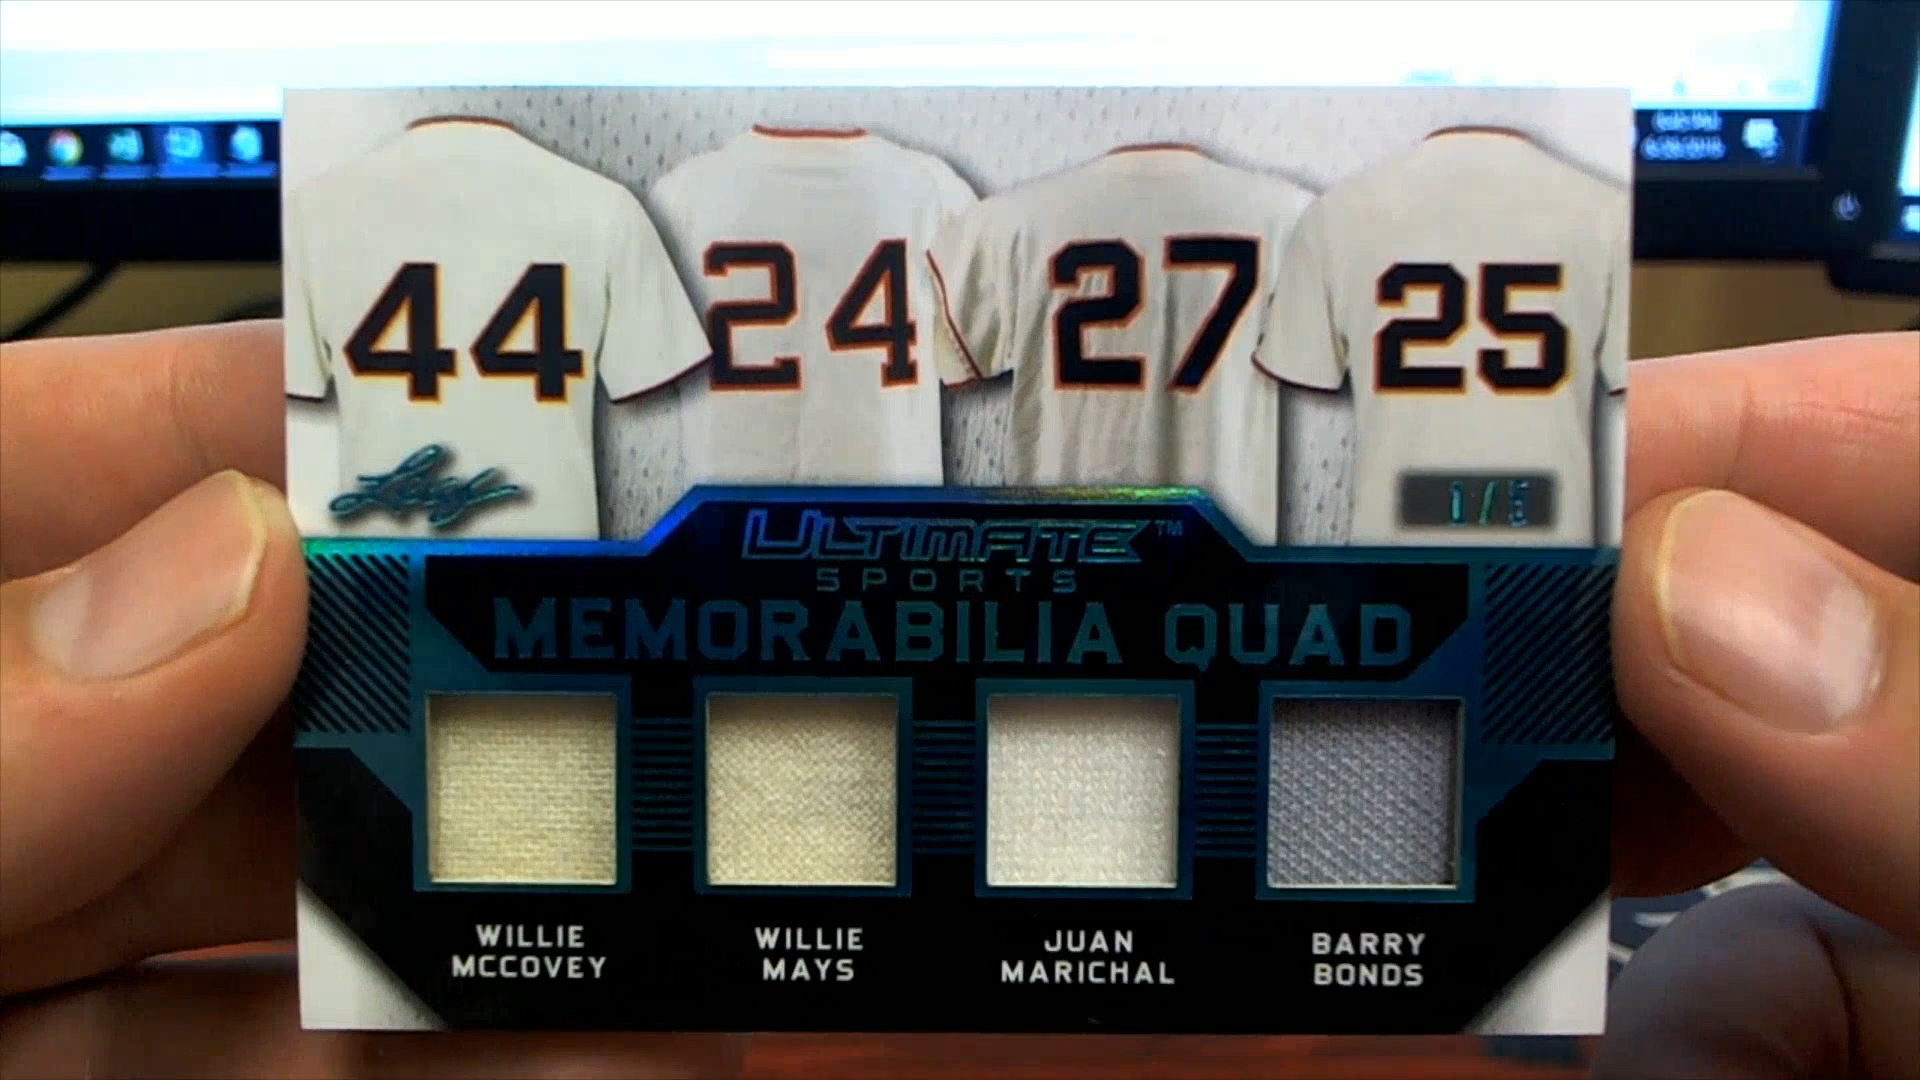 44 24 27 25
Leaf
1/5
ULTIMATE™
SPORTS
MEMORABILIA QUAD
WILLIE
MCCOVEY
WILLIE
MAYS
JUAN
MARICHAL
BARRY
BONDS